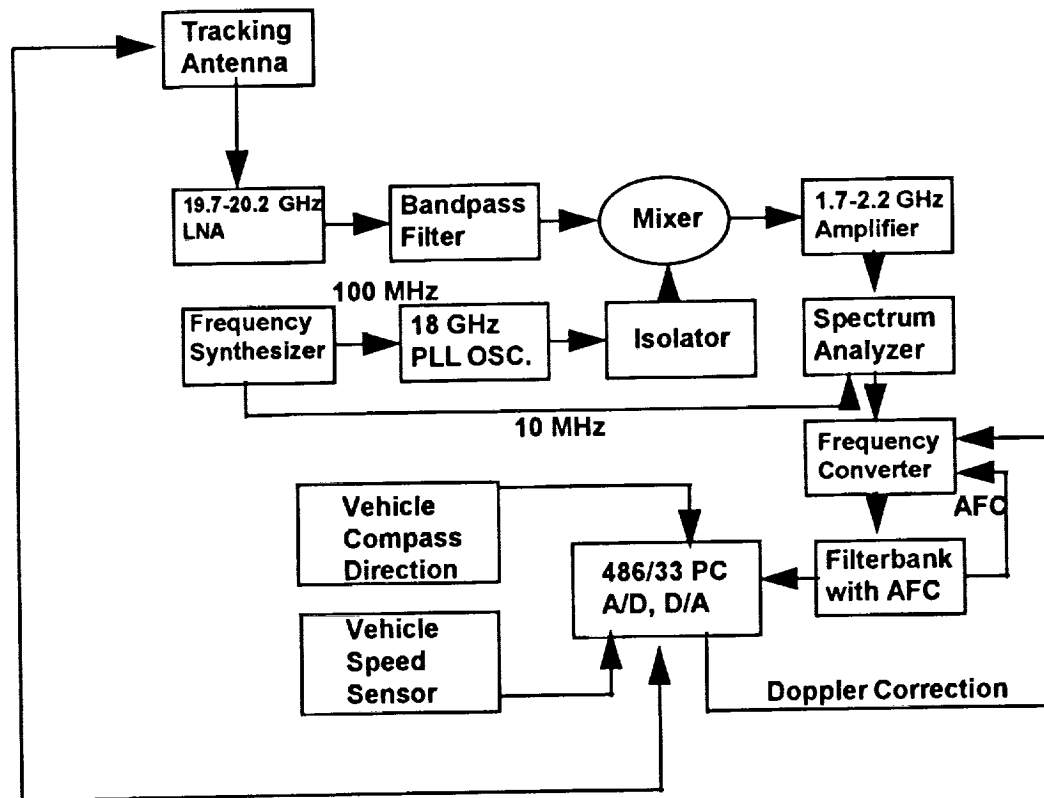 Tracking
Antenna
19.7-20.2 GHz
LNA
Bandpass
Filter
Mixer
1.7-2.2 GHz
Amplifier
100 MHz
Frequency
Synthesizer
18 GHz
PLL OSC.
Isolator
Spectrum
Analyzer
10 MHz
Frequency
Converter
AFC
Vehicle
Compass
Direction
486/33 PC
A/D, D/A
Filterbank
with AFC
Vehicle
Speed
Sensor
Doppler Correction